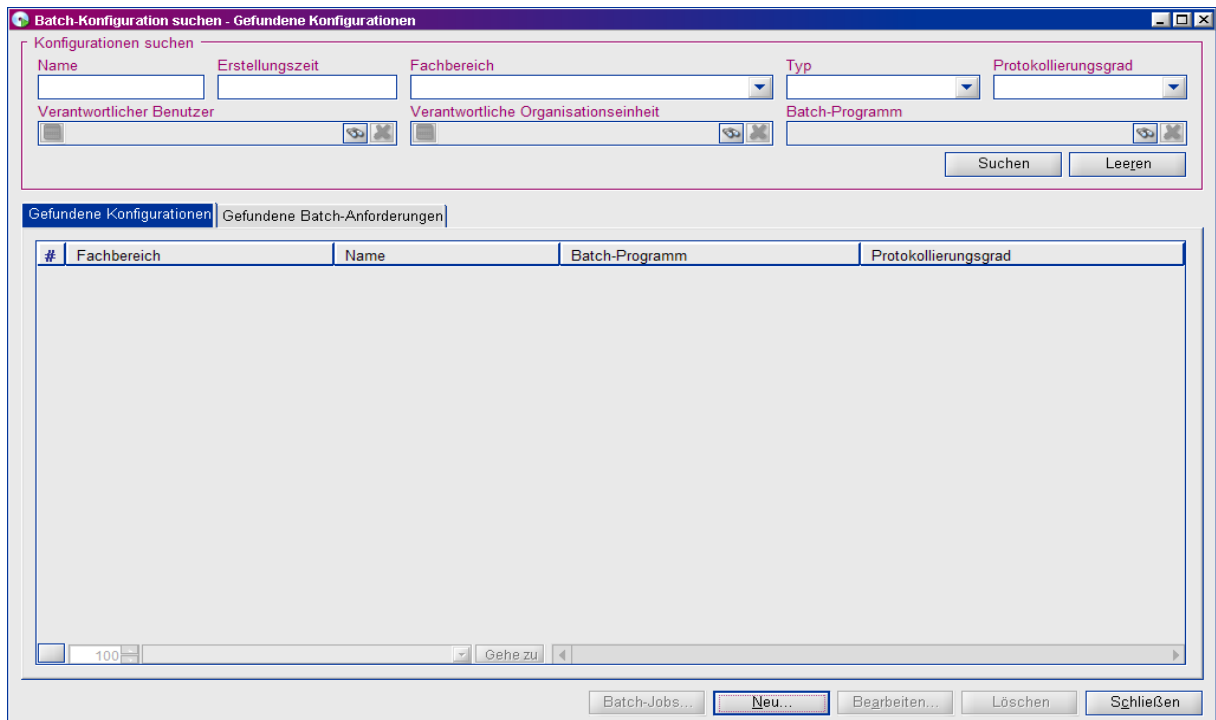 Batch-Konfiguration suchen - Gefundene Konfigurationen
Konfigurationen suchen
Name Erstellungszeit Fachbereich Typ Protokollierungsgrad
Verantwortlicher Benutzer Verantwortliche Organisationseinheit Batch-Programm
Suchen Leeren
Gefundene Konfigurationen Gefundene Batch-Anforderungen
# Fachbereich Name Batch-Programm Protokollierungsgrad
100 Gehe zu
Batch-Jobs... Neu... Bearbeiten... Löschen Schließen